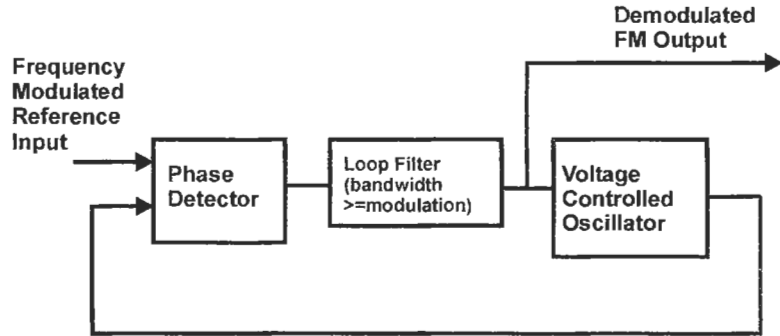 Demodulated
FM Output
Frequency
Modulated
Reference
Input
Phase
Detector
Loop Filter
(bandwidth
>=modulation)
Voltage
Controlled
Oscillator